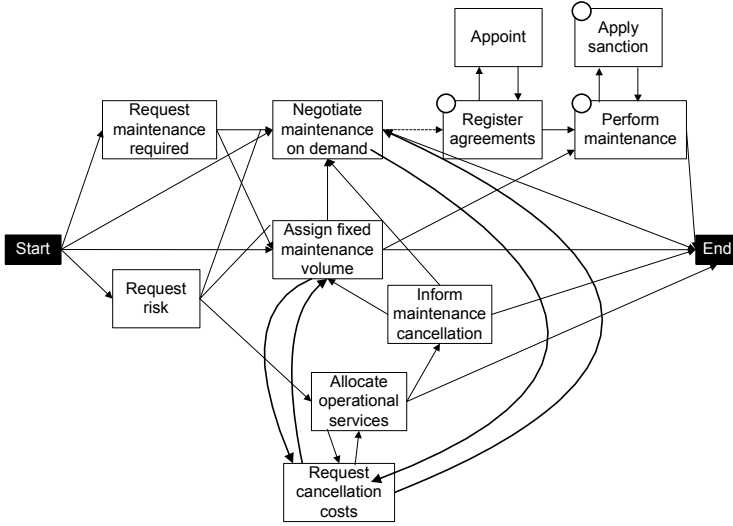 Appoint
Apply
sanction
Request
maintenance
required
Negotiate
maintenance
on demand
Register
agreements
Perform
maintenance
Start
Assign fixed
maintenance
volume
End
Request
risk
Inform
maintenance
cancellation
Allocate
operational
services
Request
cancellation
costs